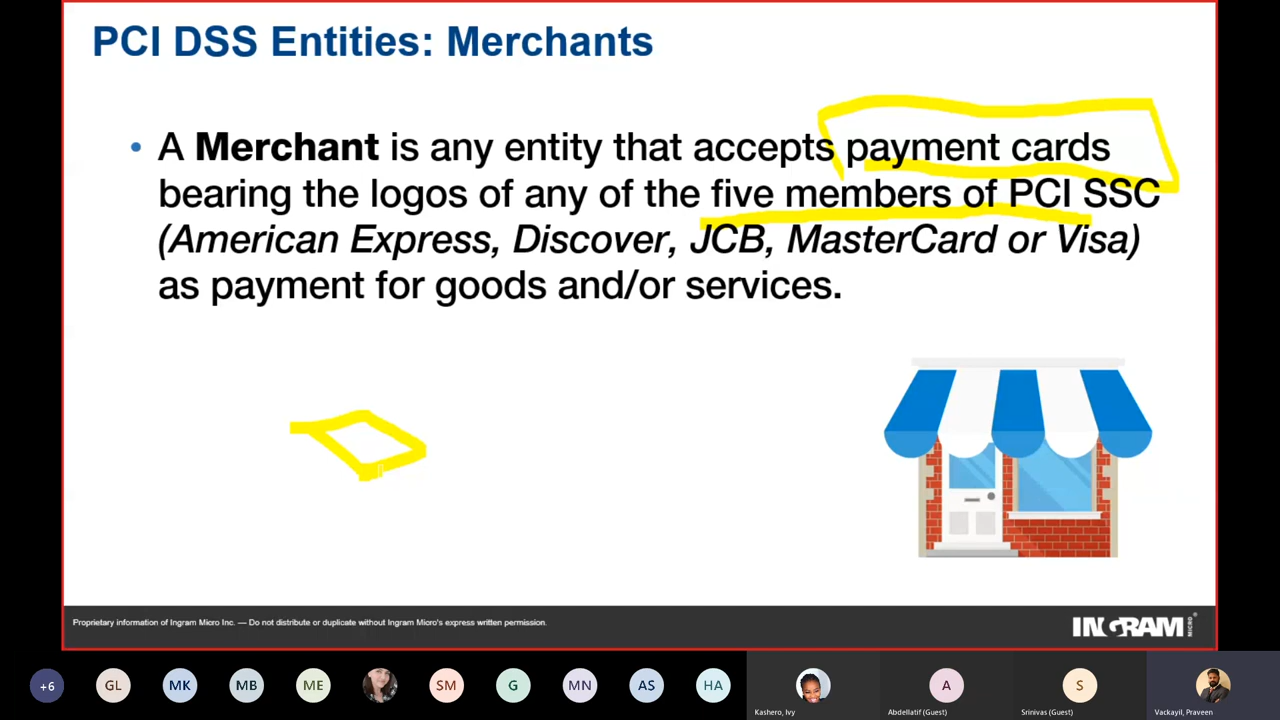 PCI DSS Entities: Merchants
• A Merchant is any entity that accepts payment cards
bearing the logos of any of the five members of PCI SSC
(American Express, Discover, JCB, MasterCard or Visa)
as payment for goods and/or services.
Proprietary information of Ingram Micro Inc. — Do not distribute or duplicate without Ingram Micro's express written permission.
INGRAM MICRO®
+6 GL MK MB ME SM G MN AS HA A S
Kashero, Ivy Abdellatif (Guest) Srinivas (Guest) Vackayil, Praveen